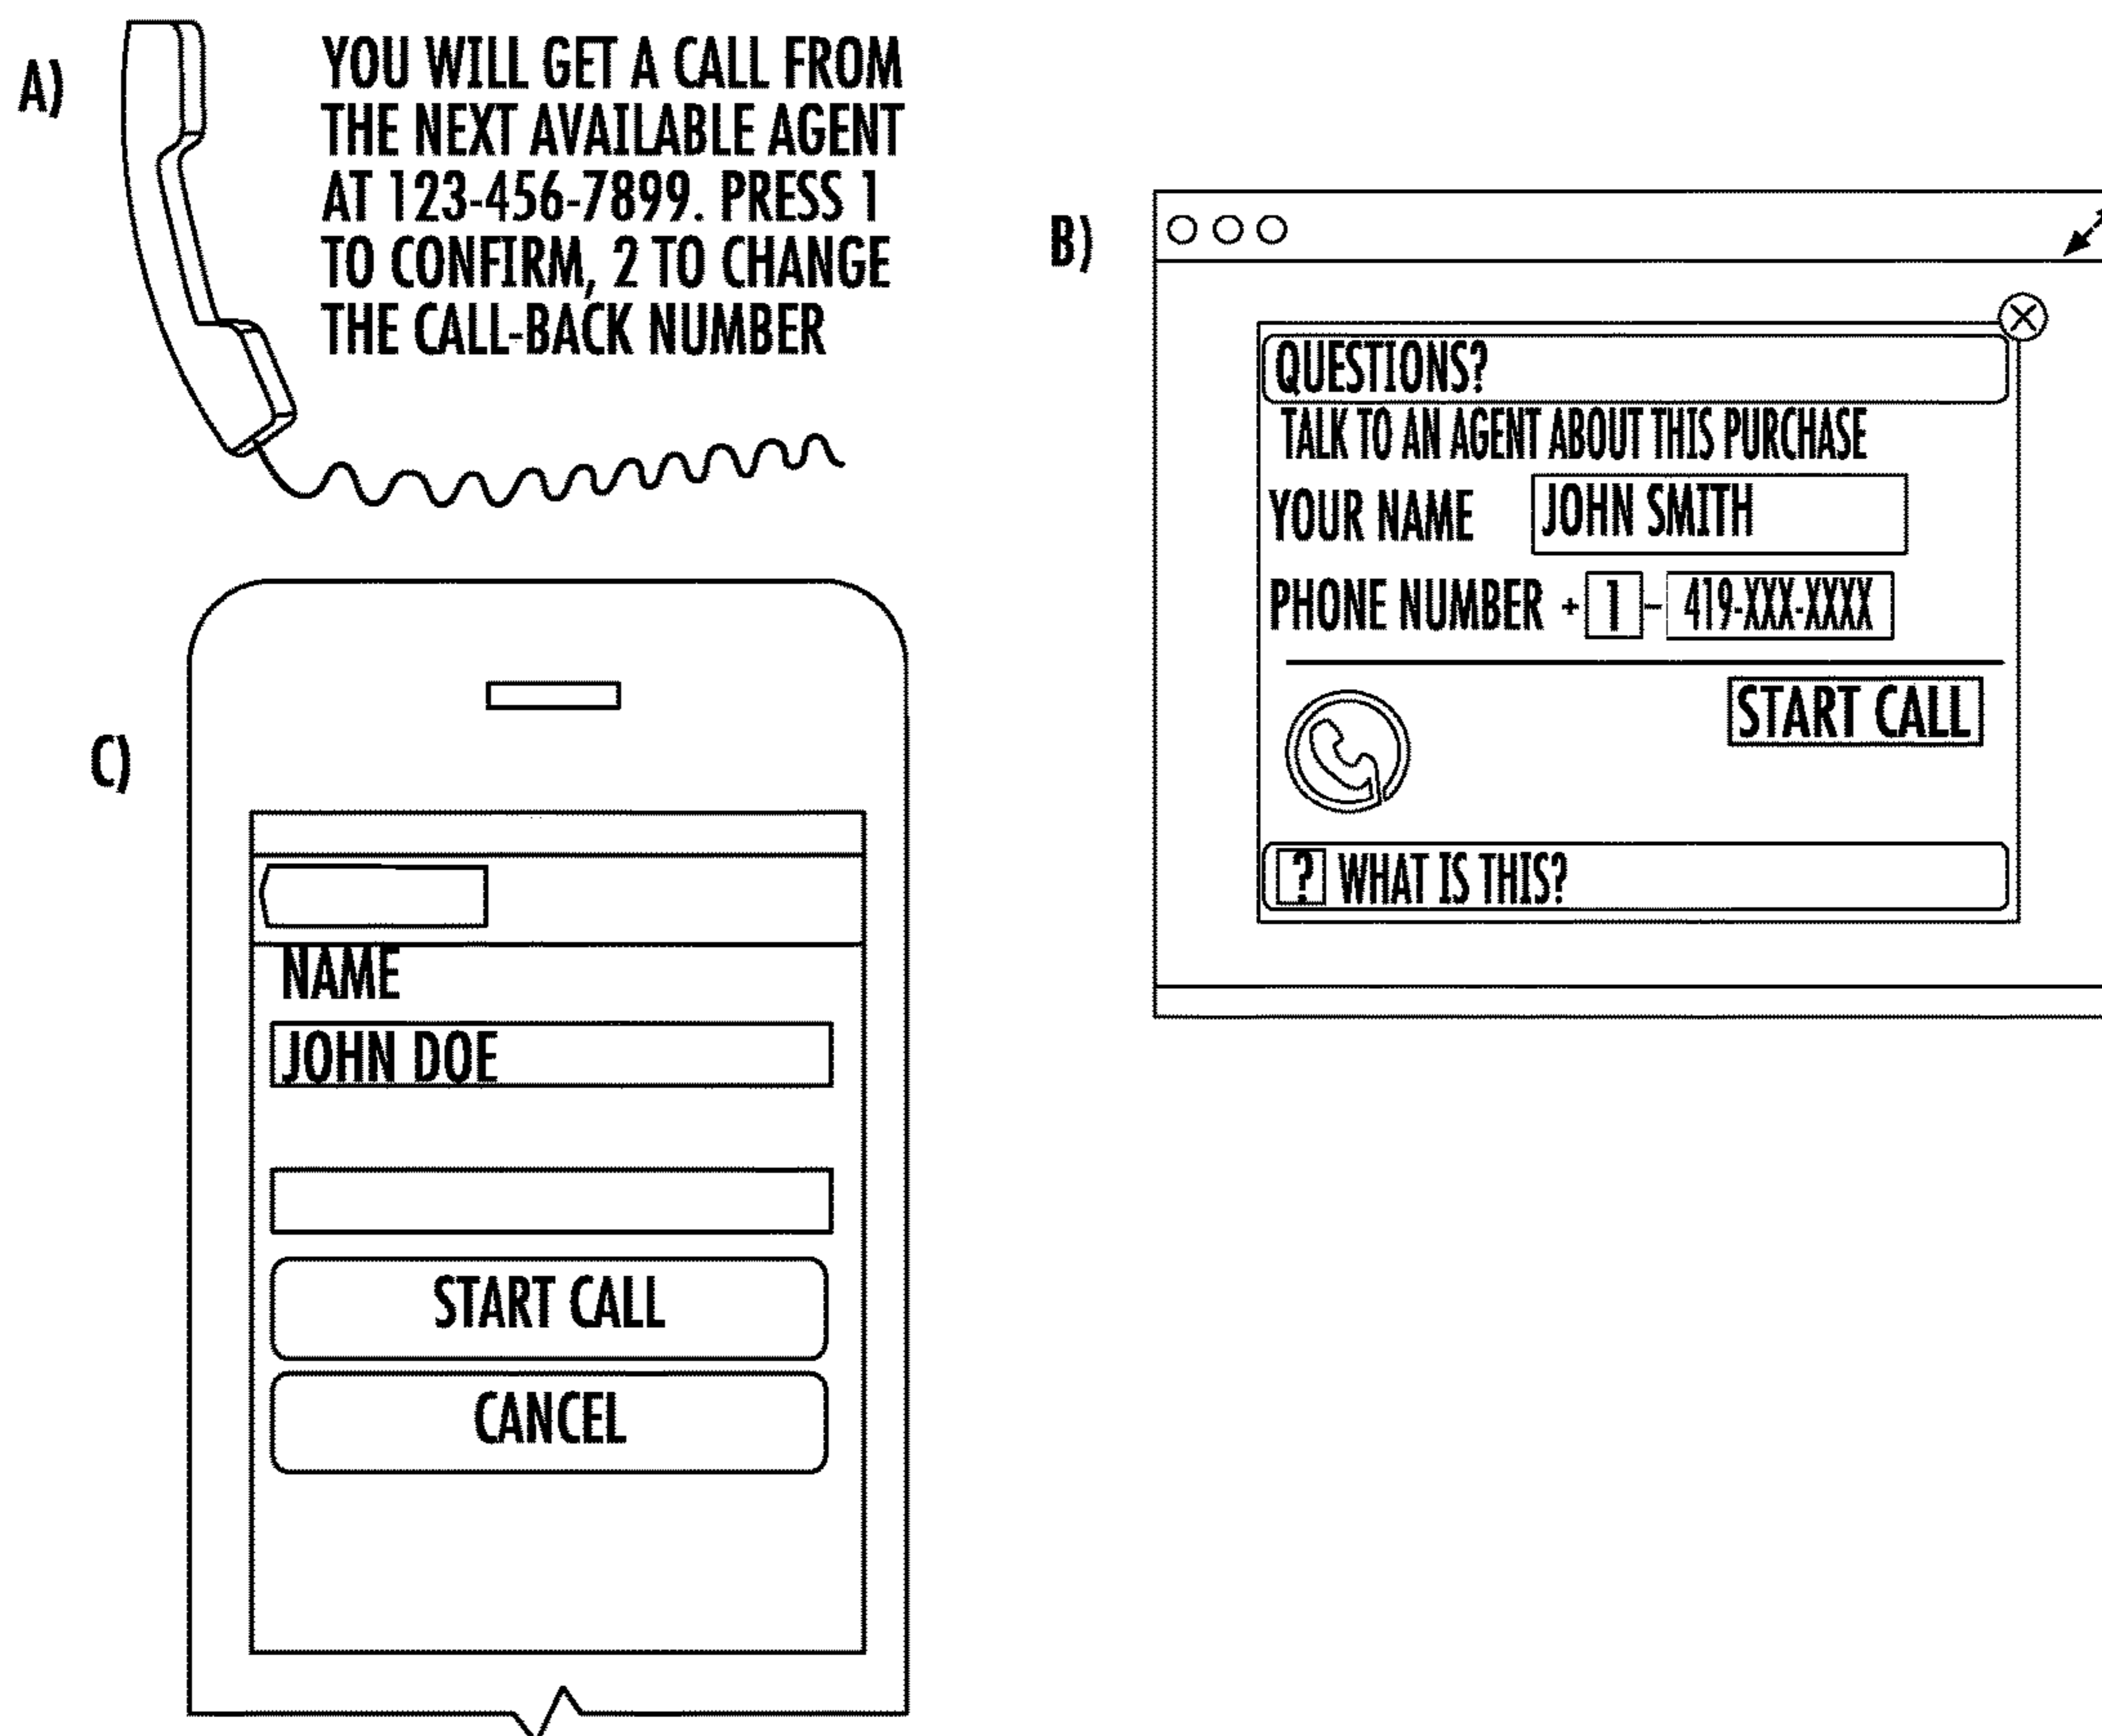 A)
YOU WILL GET A CALL FROM
THE NEXT AVAILABLE AGENT
AT 123-456-7899. PRESS 1
TO CONFIRM, 2 TO CHANGE
THE CALL-BACK NUMBER
B)
QUESTIONS?
TALK TO AN AGENT ABOUT THIS PURCHASE
YOUR NAME JOHN SMITH
PHONE NUMBER + 1 - 419-XXX-XXXX
START CALL
? WHAT IS THIS?
C)
NAME
JOHN DOE
START CALL
CANCEL